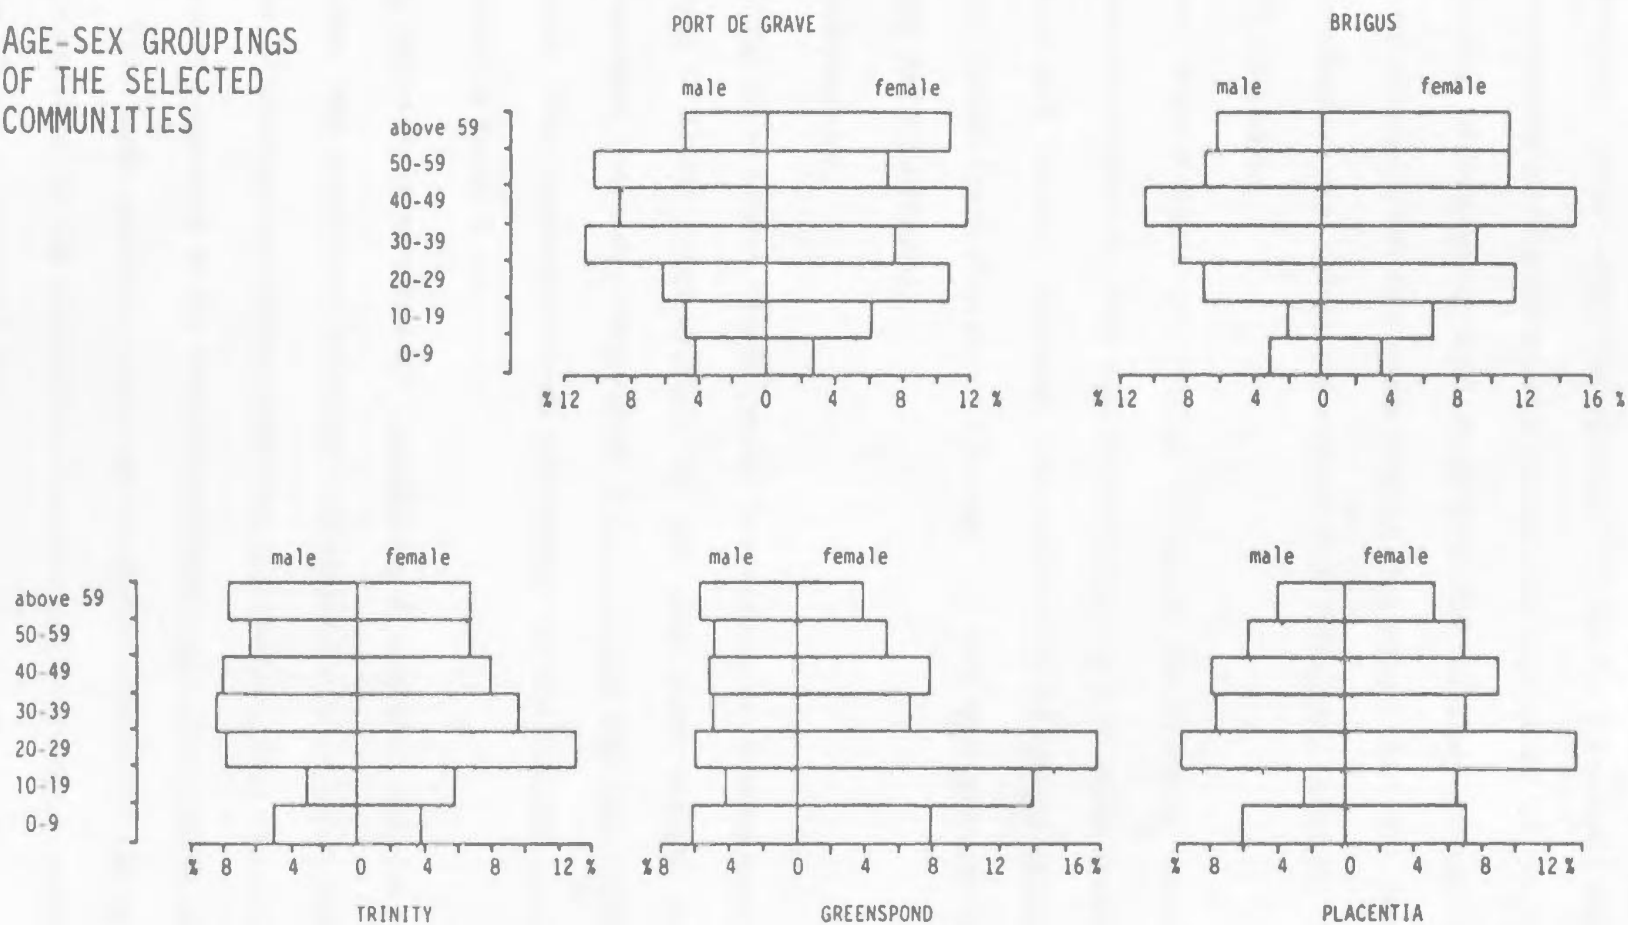 AGE-SEX GROUPINGS
OF THE SELECTED
COMMUNITIES
PORT DE GRAVE
male female
above 59
50-59
40-49
30-39
20-29
10-19
0-9
% 12 8 4 0 4 8 12 %
BRIGUS
male female
% 12 8 4 0 4 8 12 16 %
male female
above 59
50-59
40-49
30-39
20-29
10-19
0-9
% 8 4 0 4 8 12 %
TRINITY
male female
% 8 4 0 4 8 12 16 %
GREENSPOND
male female
% 8 4 0 4 8 12 %
PLACENTIA